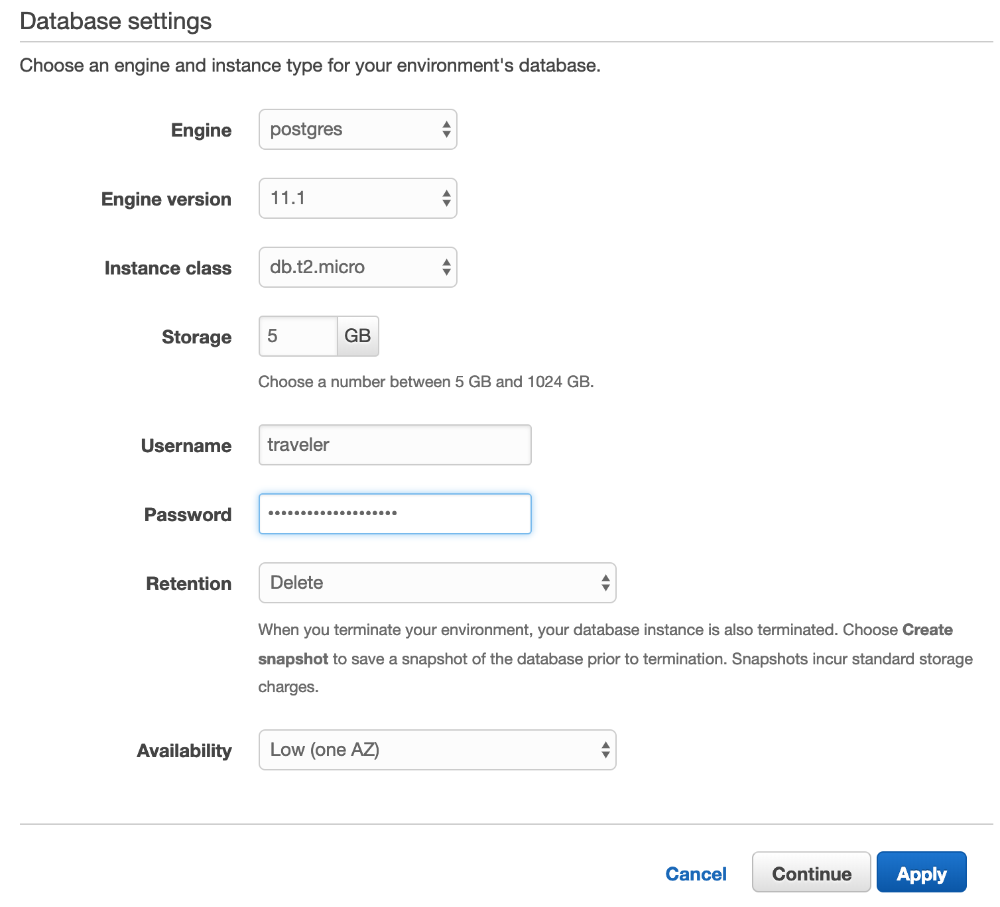 Database settings
Choose an engine and instance type for your environment's database.
Engine postgres
Engine version 11.1
Instance class db.t2.micro
Storage 5 GB
Choose a number between 5 GB and 1024 GB.
Username traveler
Password ••••••••••••••••••••
Retention Delete
When you terminate your environment, your database instance is also terminated. Choose Create
snapshot to save a snapshot of the database prior to termination. Snapshots incur standard storage
charges.
Availability Low (one AZ)
Cancel Continue Apply